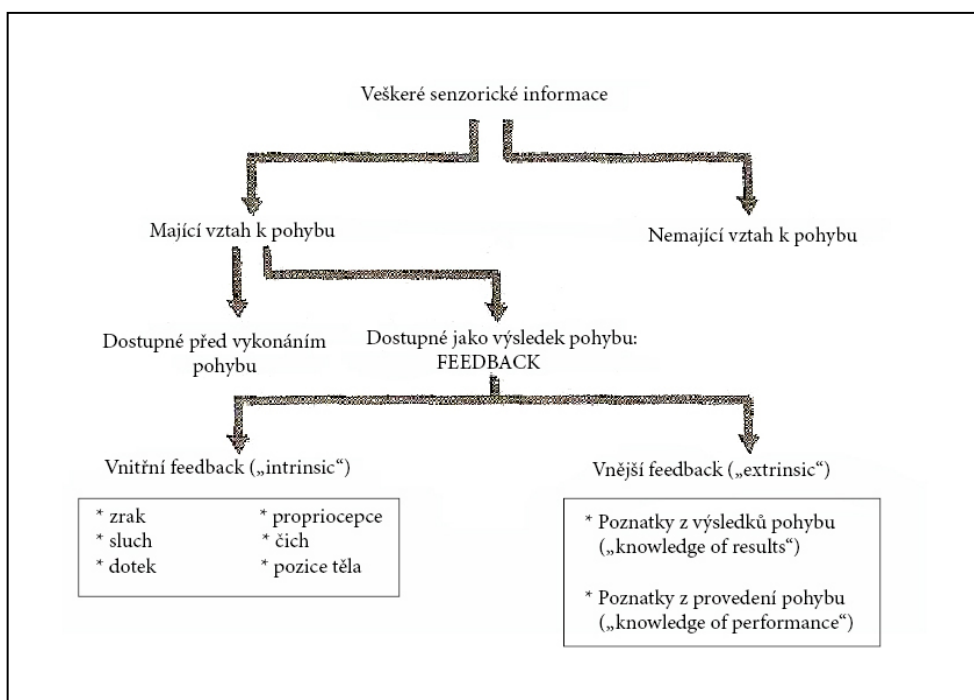 Veškeré senzorické informace
Mající vztah k pohybu
Nemající vztah k pohybu
Dostupné před vykonáním
pohybu
Dostupné jako výsledek pohybu:
FEEDBACK
Vnitřní feedback („intrinsic“)
* zrak
* sluch
* dotek
* propriocepce
* čich
* pozice těla
Vnější feedback („extrinsic“)
* Poznatky z výsledků pohybu
(„knowledge of results“)
* Poznatky z provedení pohybu
(„knowledge of performance“)